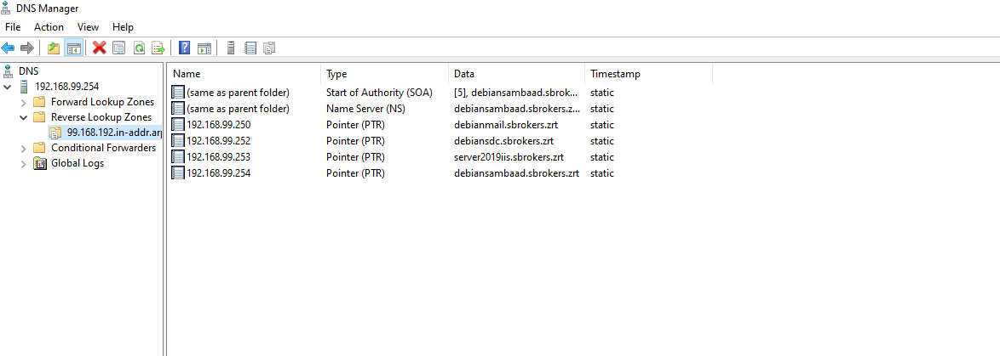 DNS Manager
File Action View Help
DNS
192.168.99.254
Forward Lookup Zones
Reverse Lookup Zones
99.168.192.in-addr.arp
Conditional Forwarders
Global Logs
Name Type Data Timestamp
(same as parent folder) Start of Authority (SOA) [5], debiansambaad.sbrok... static
(same as parent folder) Name Server (NS) debiansambaad.sbrokers.z... static
192.168.99.250 Pointer (PTR) debianmail.sbrokers.zrt static
192.168.99.252 Pointer (PTR) debiansdc.sbrokers.zrt static
192.168.99.253 Pointer (PTR) server2019iis.sbrokers.zrt static
192.168.99.254 Pointer (PTR) debiansambaad.sbrokers.zrt static